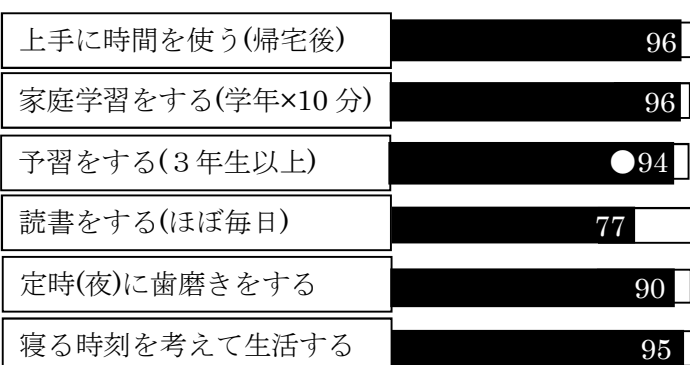 上手に時間を使う(帰宅後) 96
家庭学習をする(学年×10 分) 96
予習をする(３年生以上) ●94
読書をする(ほぼ毎日) 77
定時(夜)に歯磨きをする 90
寝る時刻を考えて生活する 95